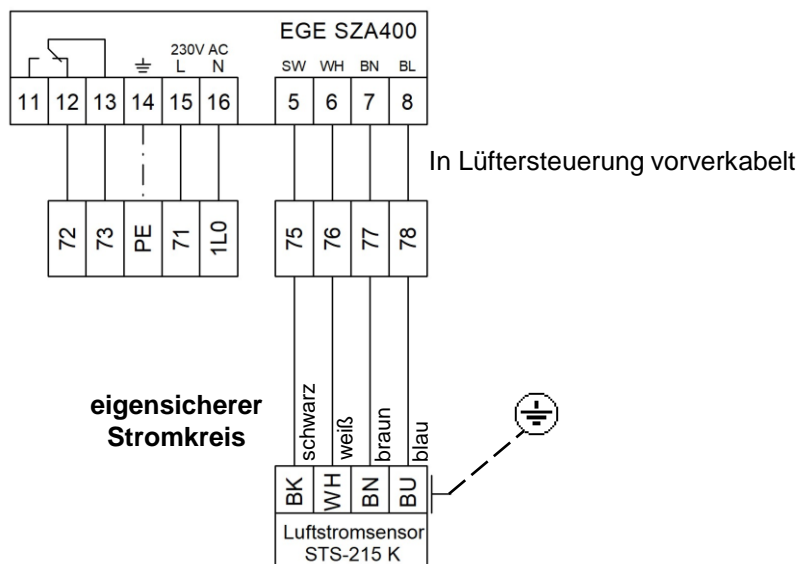 EGE SZA400
230V AC
L N
SW WH BN BL
11 12 13 14 15 16
5 6 7 8
In Lüftersteuerung vorverkabelt
72 73 PE 71 1L0
75 76 77 78
eigensicherer
Stromkreis
schwarz
weiß
braun
blau
BK WH BN BU
Luftstromsensor
STS-215 K